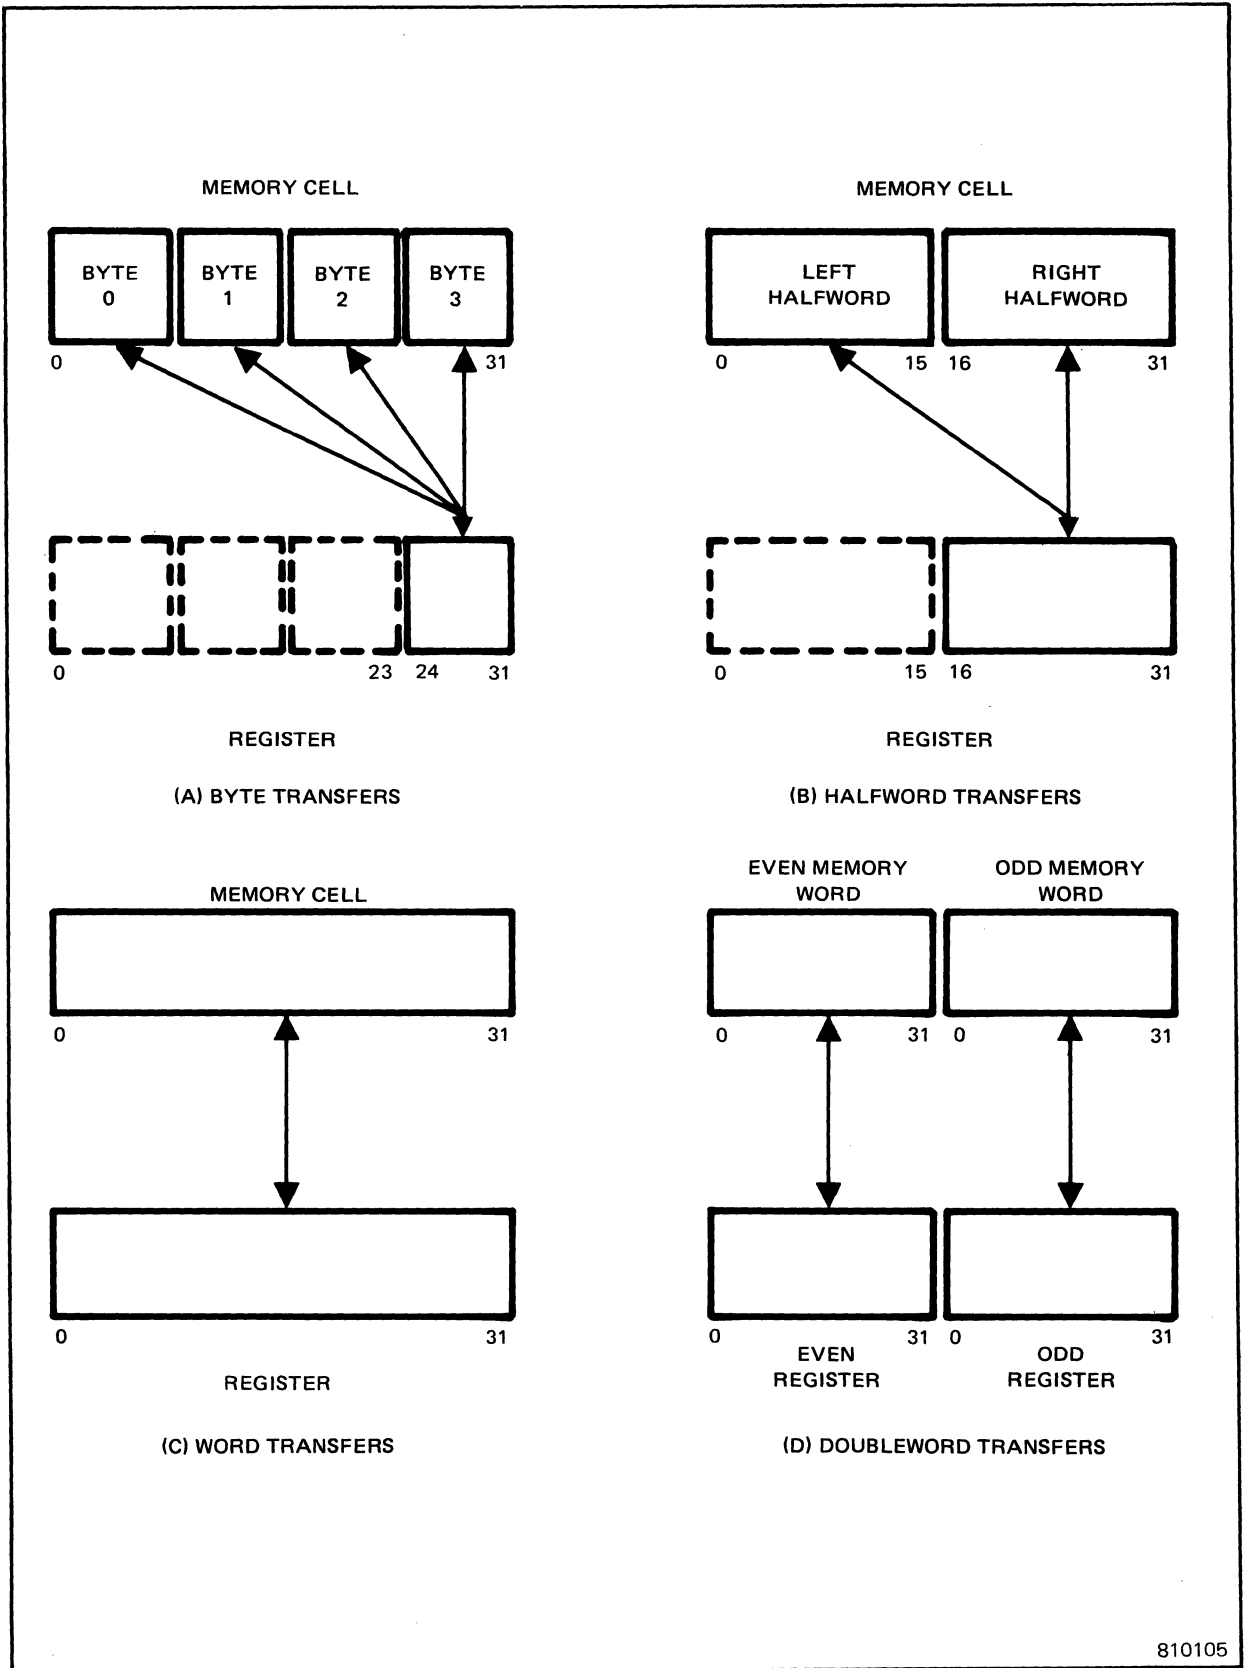 MEMORY CELL
BYTE 0
BYTE 1
BYTE 2
BYTE 3
0 31
0 23 24 31
REGISTER
(A) BYTE TRANSFERS
MEMORY CELL
LEFT HALFWORD
RIGHT HALFWORD
0 15 16 31
0 15 16 31
REGISTER
(B) HALFWORD TRANSFERS
MEMORY CELL
0 31
0 31
REGISTER
(C) WORD TRANSFERS
EVEN MEMORY WORD
ODD MEMORY WORD
0 31 0 31
0 31 0 31
EVEN REGISTER
ODD REGISTER
(D) DOUBLEWORD TRANSFERS
810105